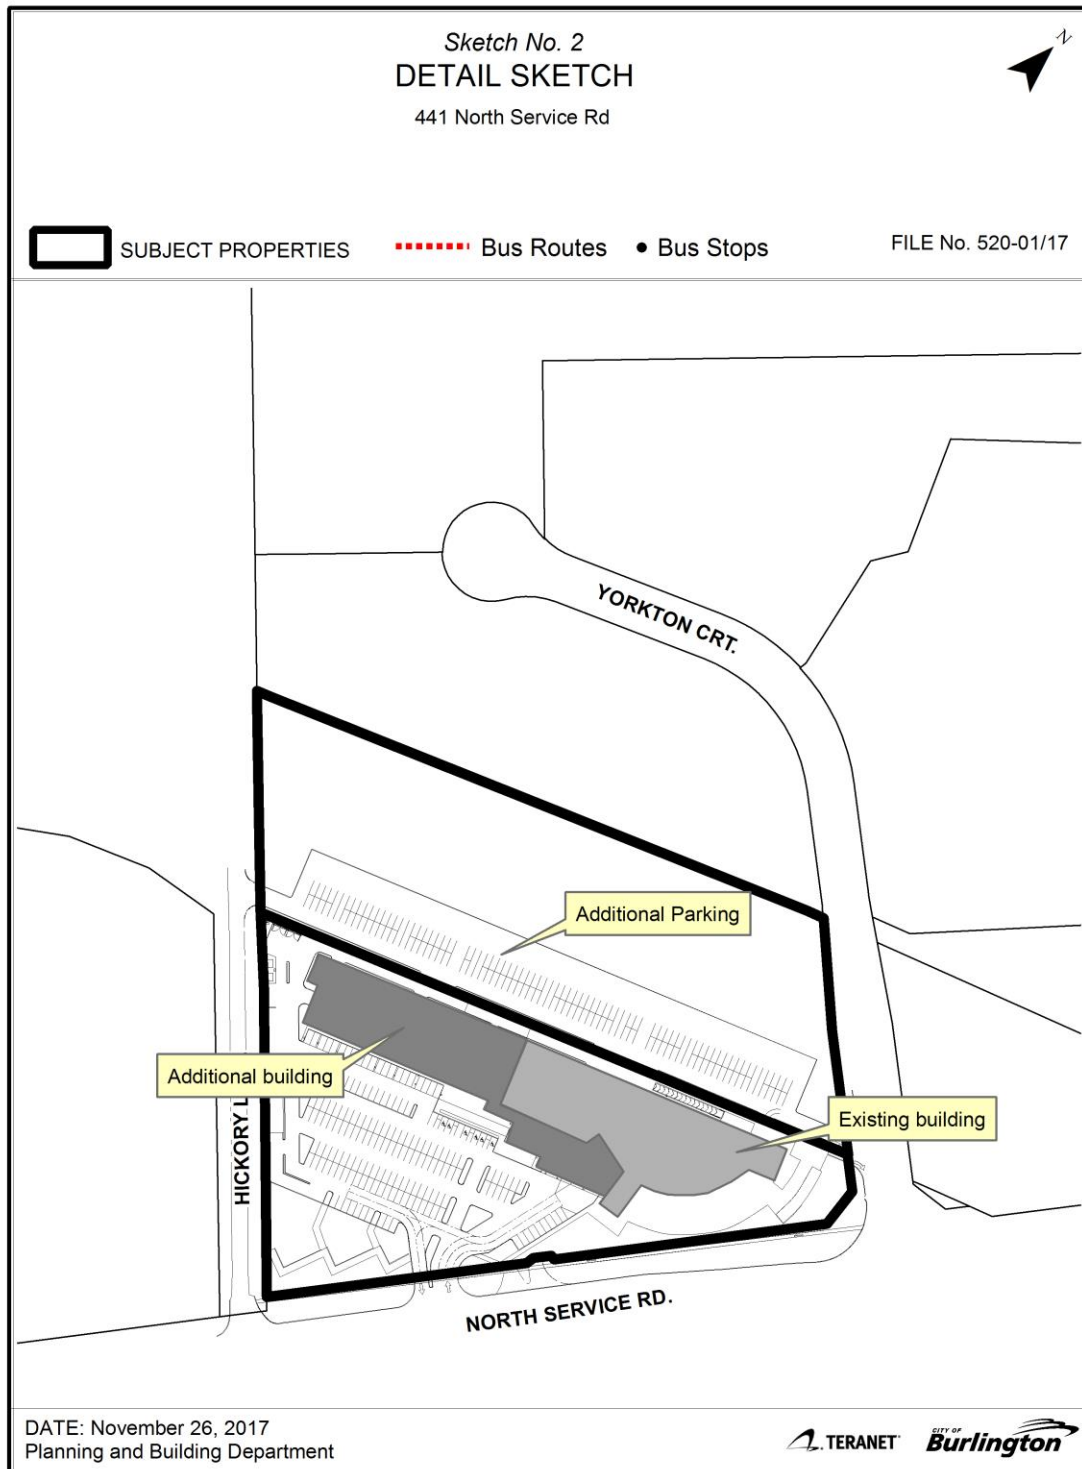 Sketch No. 2
DETAIL SKETCH
441 North Service Rd
N
SUBJECT PROPERTIES
Bus Routes
Bus Stops
FILE No. 520-01/17
YORKTON CRT.
Additional Parking
Additional building
Existing building
HICKORY
NORTH SERVICE RD.
DATE: November 26, 2017
Planning and Building Department
TERANET
CITY OF
Burlington